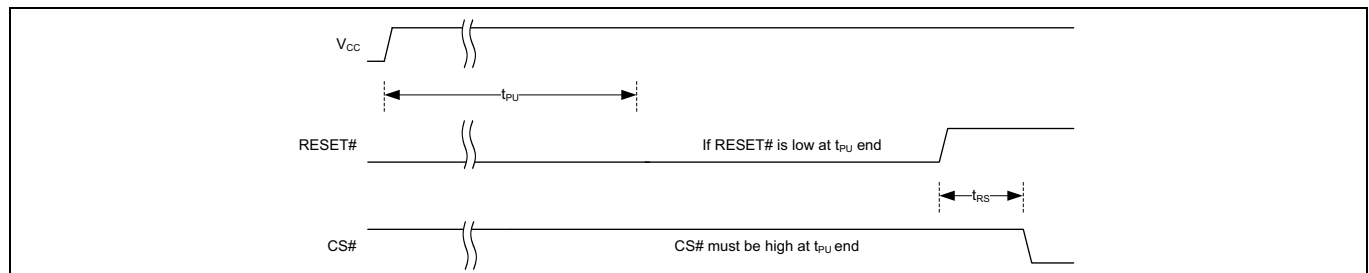 VCC
tPU
RESET#
If RESET# is low at tPU end
tRS
CS#
CS# must be high at tPU end